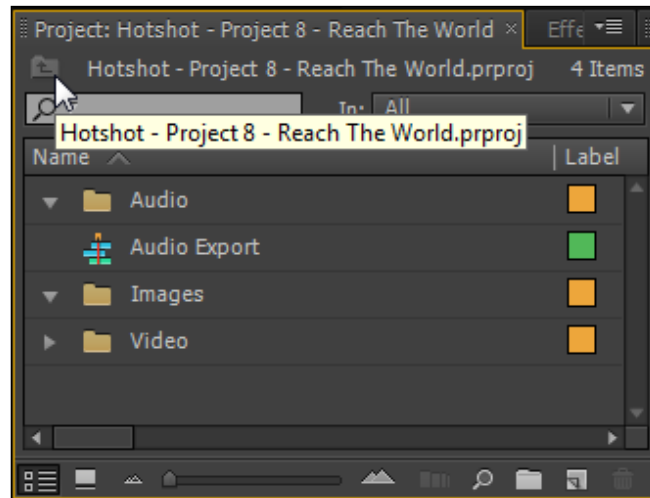 Project: Hotshot - Project 8 - Reach The World × Effe
Hotshot - Project 8 - Reach The World.prproj 4 Items
In: All
Hotshot - Project 8 - Reach The World.prproj
Name Label
Audio
Audio Export
Images
Video